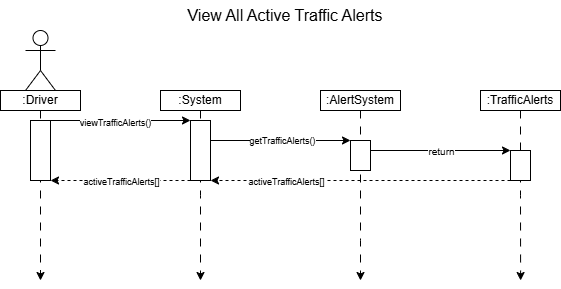 View All Active Traffic Alerts
:Driver
:System
:AlertSystem
:TrafficAlerts
viewTrafficAlerts()
getTrafficAlerts()
return
activeTrafficAlerts[]
activeTrafficAlerts[]